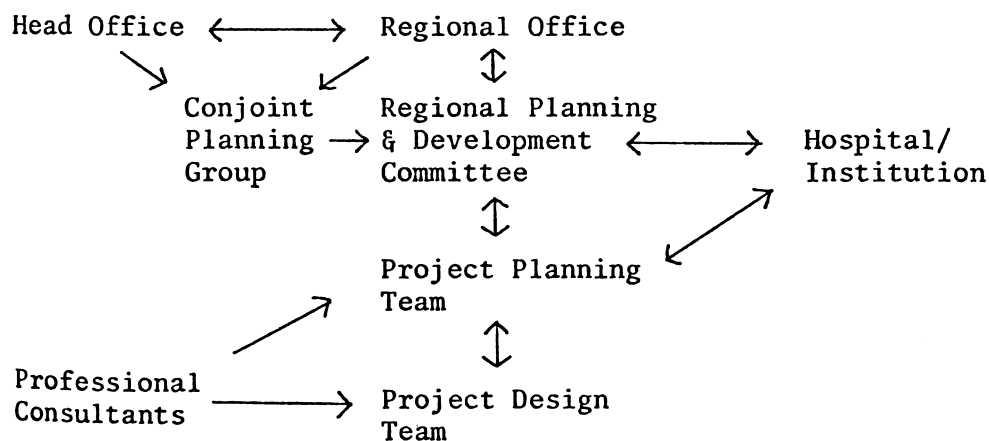 Head Office
Regional Office
Conjoint
Planning
Group
Regional Planning
& Development
Committee
Hospital/
Institution
Project Planning
Team
Professional
Consultants
Project Design
Team